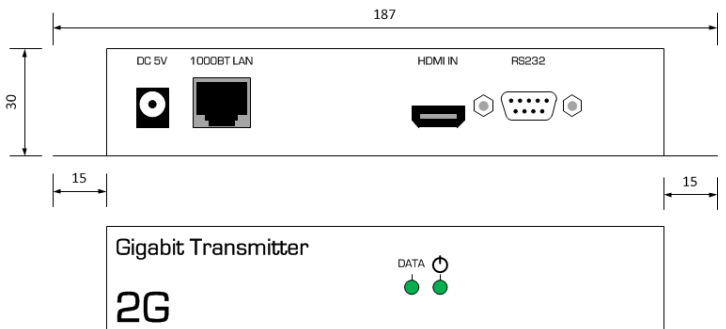 187
DC 5V 1000BT LAN HDMI IN RS232
30
15 15
Gigabit Transmitter
DATA
2G